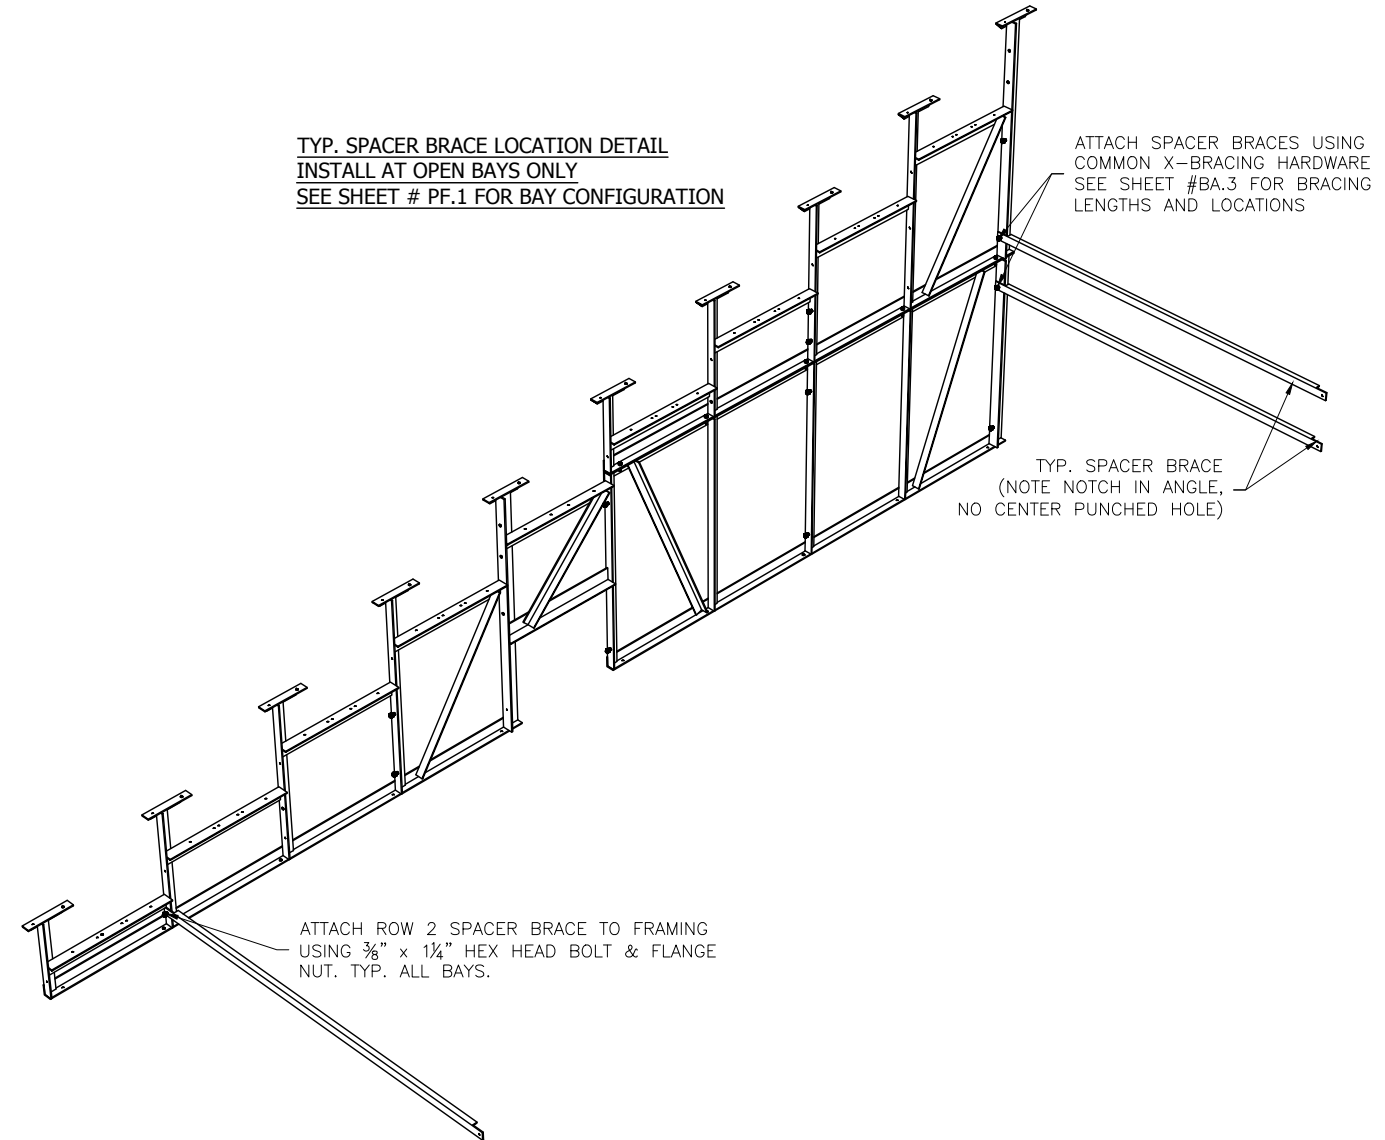 TYP. SPACER BRACE LOCATION DETAIL
INSTALL AT OPEN BAYS ONLY
SEE SHEET # PF.1 FOR BAY CONFIGURATION
ATTACH SPACER BRACES USING
COMMON X-BRACING HARDWARE
SEE SHEET #BA.3 FOR BRACING
LENGTHS AND LOCATIONS
TYP. SPACER BRACE
(NOTE NOTCH IN ANGLE,
NO CENTER PUNCHED HOLE)
ATTACH ROW 2 SPACER BRACE TO FRAMING
USING ⅜" x 1¼" HEX HEAD BOLT & FLANGE
NUT. TYP. ALL BAYS.